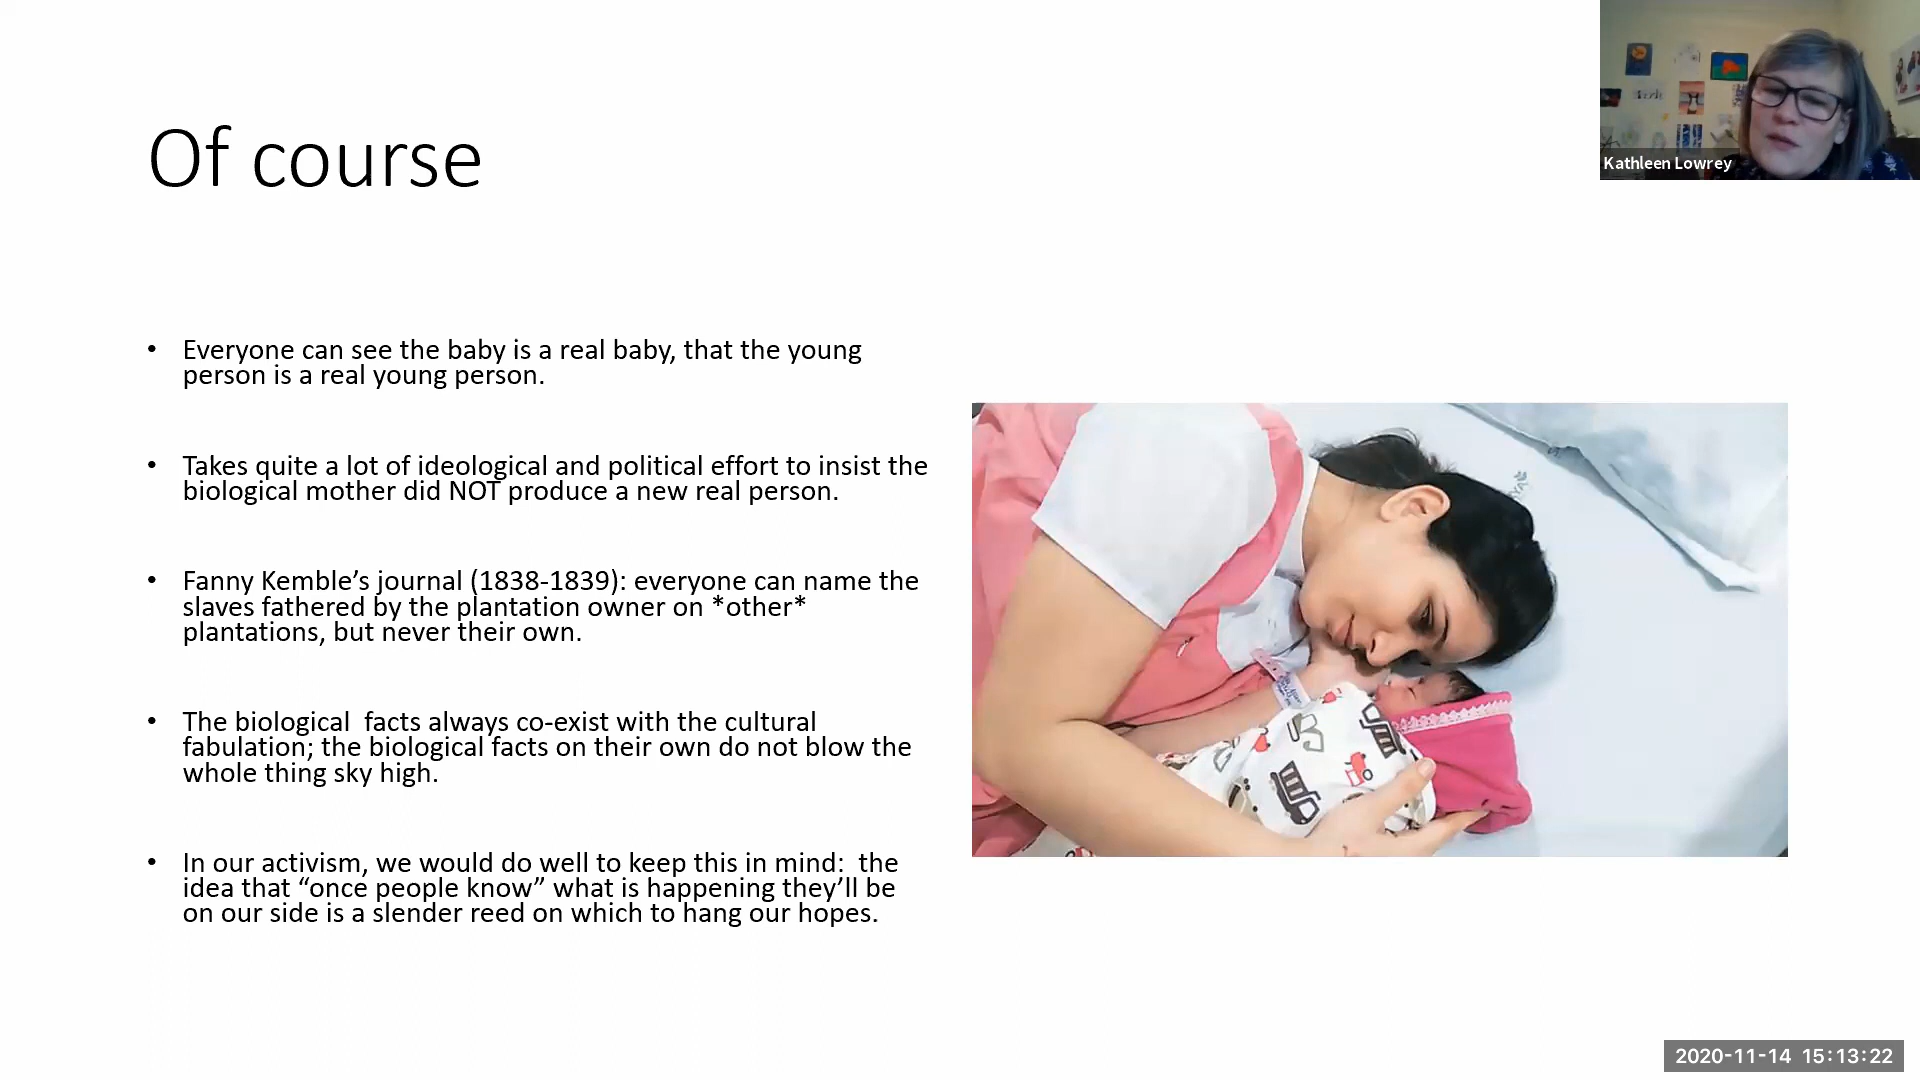 Of course
Kathleen Lowrey
• Everyone can see the baby is a real baby, that the young
person is a real young person.
• Takes quite a lot of ideological and political effort to insist the
biological mother did NOT produce a new real person.
• Fanny Kemble’s journal (1838-1839): everyone can name the
slaves fathered by the plantation owner on *other*
plantations, but never their own.
• The biological  facts always co-exist with the cultural
fabulation; the biological facts on their own do not blow the
whole thing sky high.
• In our activism, we would do well to keep this in mind:  the
idea that “once people know” what is happening they’ll be
on our side is a slender reed on which to hang our hopes.
2020-11-14 15:13:22